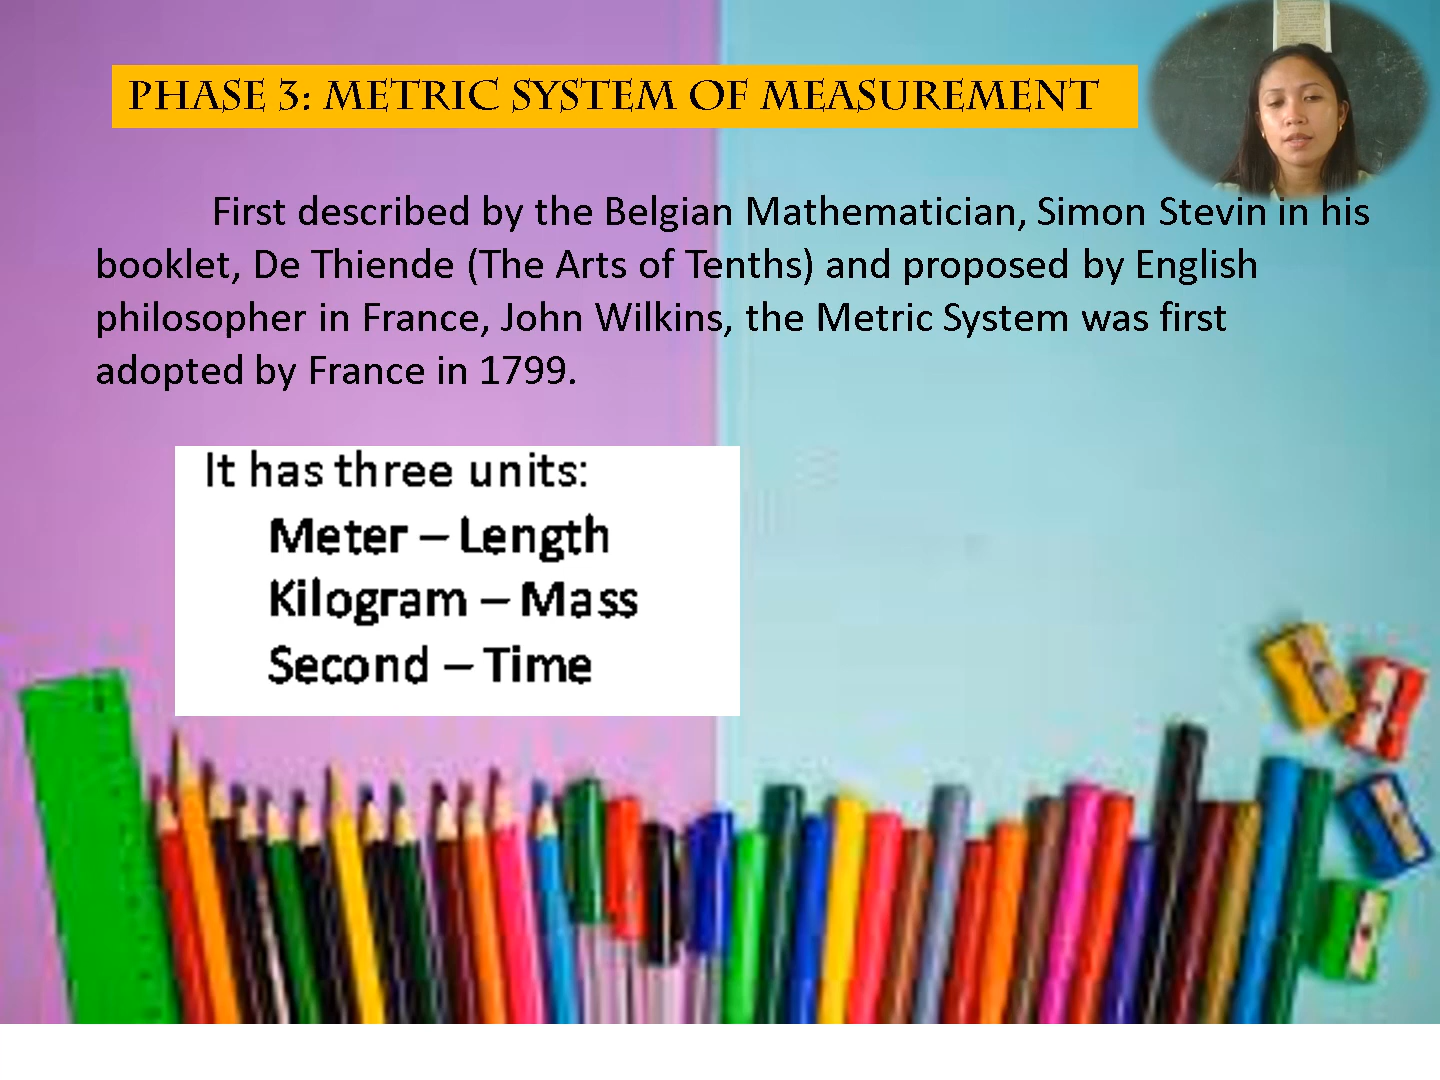 PHASE 3: METRIC SYSTEM OF MEASUREMENT
First described by the Belgian Mathematician, Simon Stevin in his
booklet, De Thiende (The Arts of Tenths) and proposed by English
philosopher in France, John Wilkins, the Metric System was first
adopted by France in 1799.
It has three units:
Meter – Length
Kilogram – Mass
Second – Time